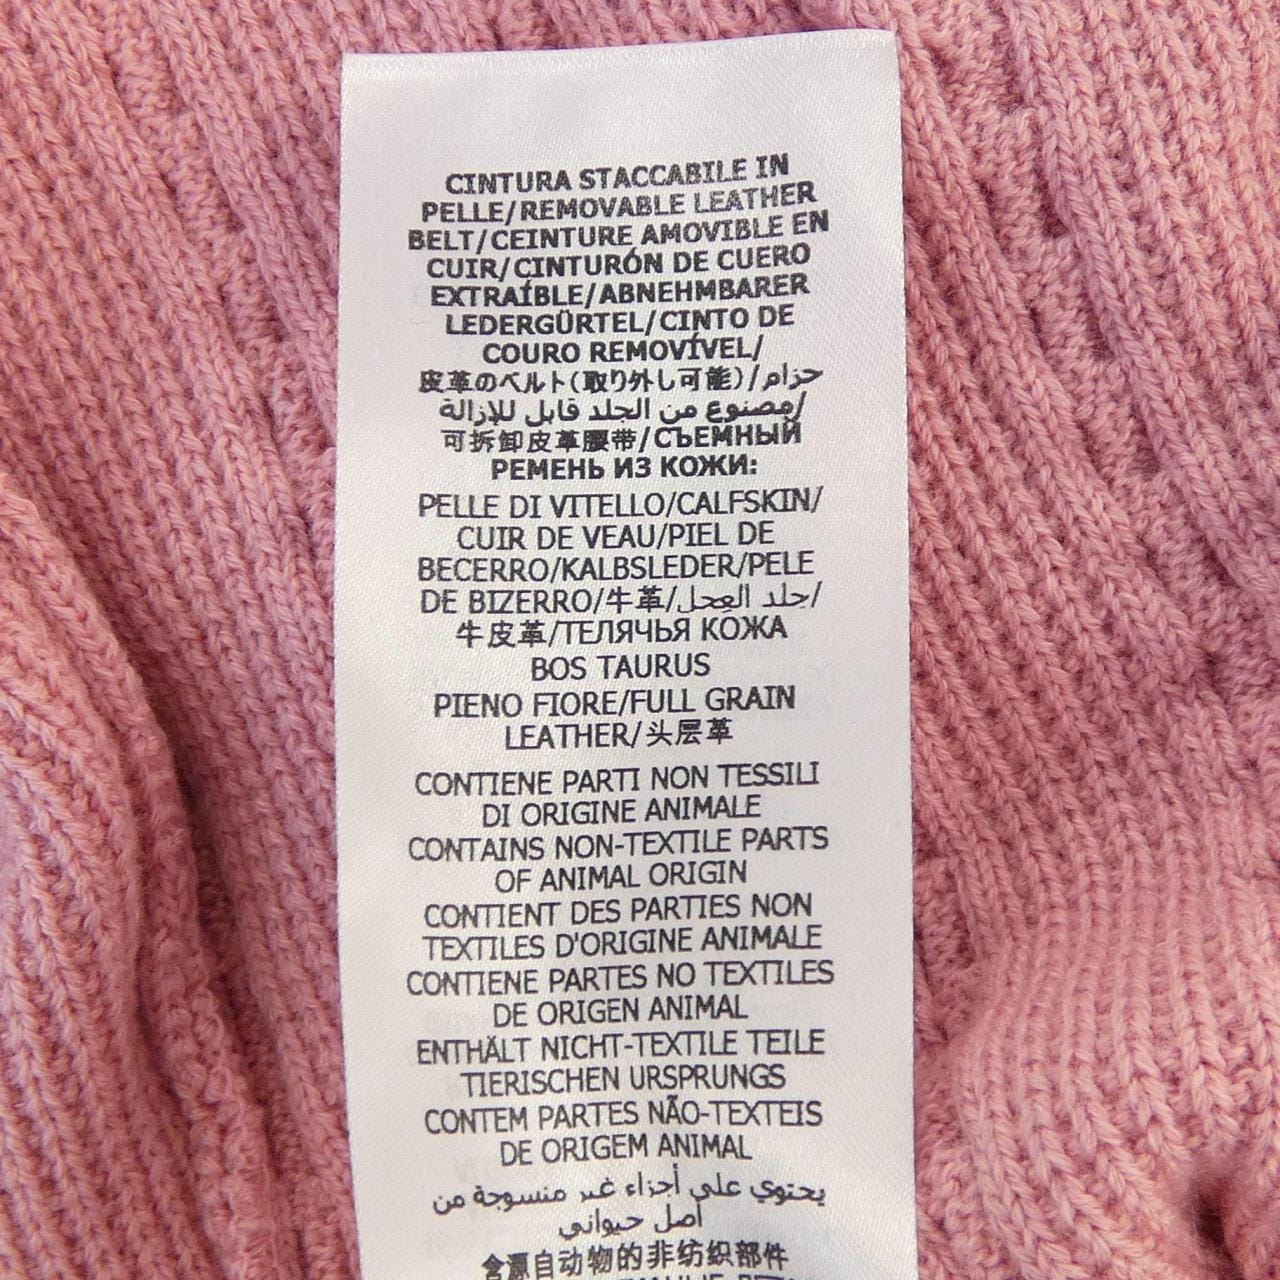 CINTURA STACCABILE IN
PELLE/REMOVABLE LEATHER
BELT/CEINTURE AMOVIBLE EN
CUIR/CINTURÓN DE CUERO
EXTRAÍBLE/ABNEHMBARER
LEDERGÜRTEL/CINTO DE
COURO REMOVÍVEL/
皮革のベルト(取り外し可能)/حزام
مصنوع من الجلد قابل للإزالة/
可拆卸皮革腰带/СЪЕМНЫЙ
РЕМЕНЬ ИЗ КОЖИ:
PELLE DI VITELLO/CALFSKIN/
CUIR DE VEAU/PIEL DE
BECERRO/KALBSLEDER/PELE
DE BIZERRO/牛革/جلد العجل/
牛皮革/ТЕЛЯЧЬЯ КОЖА
BOS TAURUS
PIENO FIORE/FULL GRAIN
LEATHER/头层革
CONTIENE PARTI NON TESSILI
DI ORIGINE ANIMALE
CONTAINS NON-TEXTILE PARTS
OF ANIMAL ORIGIN
CONTIENT DES PARTIES NON
TEXTILES D'ORIGINE ANIMALE
CONTIENE PARTES NO TEXTILES
DE ORIGEN ANIMAL
ENTHÄLT NICHT-TEXTILE TEILE
TIERISCHEN URSPRUNGS
CONTEM PARTES NÃO-TEXTEIS
DE ORIGEM ANIMAL
يحتوي على أجزاء غير منسوجة من
أصل حيواني
含源自动物的非纺织部件